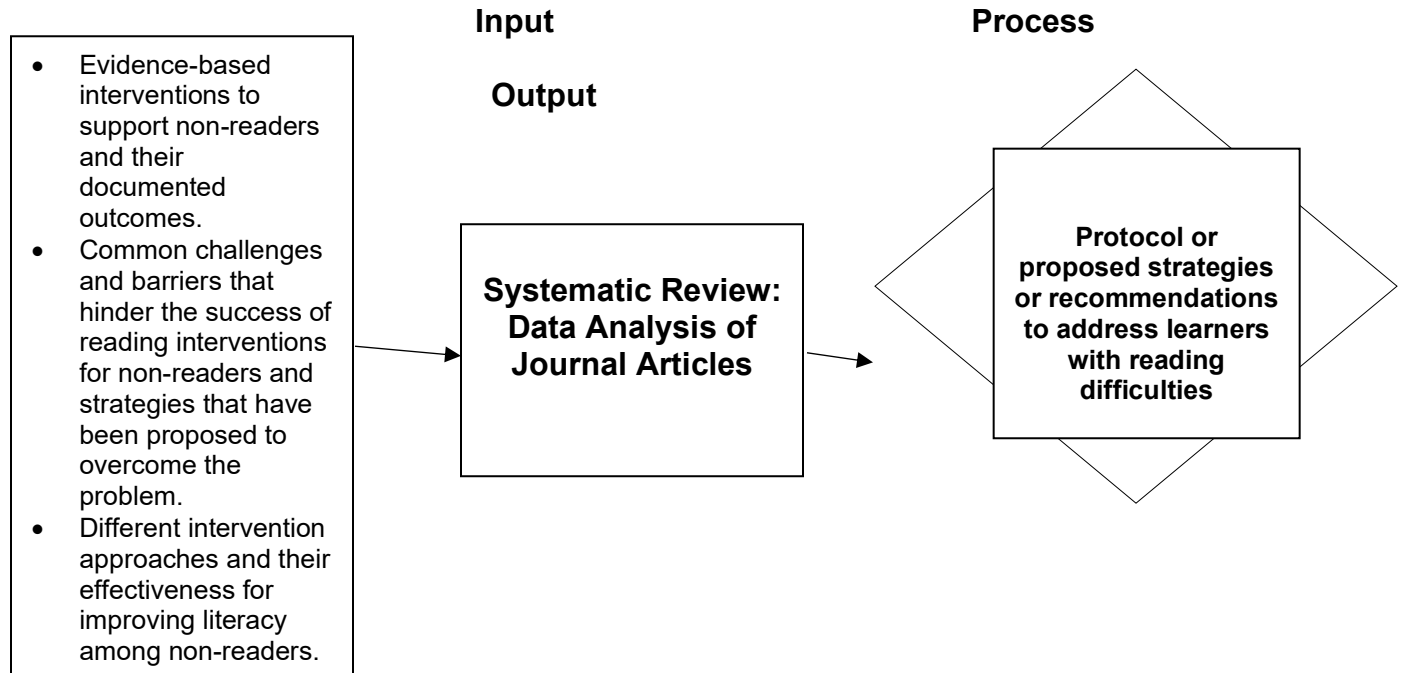 Input
Process
Output
• Evidence-based
interventions to
support non-readers
and their
documented
outcomes.
• Common challenges
and barriers that
hinder the success of
reading interventions
for non-readers and
strategies that have
been proposed to
overcome the
problem.
• Different intervention
approaches and their
effectiveness for
improving literacy
among non-readers.
Systematic Review:
Data Analysis of
Journal Articles
Protocol or
proposed strategies
or recommendations
to address learners
with reading
difficulties